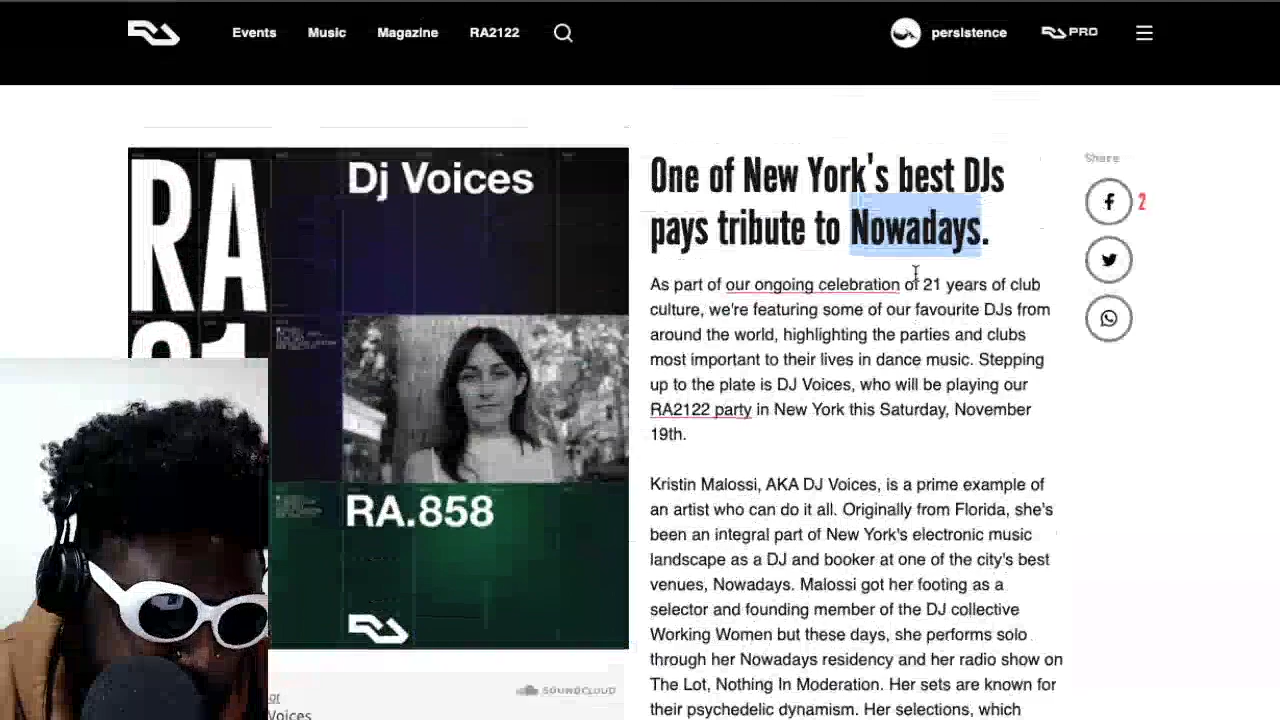 Events Music Magazine RA2122 persistence PRO
RA
Dj Voices
RA.858
One of New York's best DJs
pays tribute to Nowadays.
As part of our ongoing celebration of 21 years of club
culture, we're featuring some of our favourite DJs from
around the world, highlighting the parties and clubs
most important to their lives in dance music. Stepping
up to the plate is DJ Voices, who will be playing our
RA2122 party in New York this Saturday, November
19th.
Kristin Malossi, AKA DJ Voices, is a prime example of
an artist who can do it all. Originally from Florida, she's
been an integral part of New York's electronic music
landscape as a DJ and booker at one of the city's best
venues, Nowadays. Malossi got her footing as a
selector and founding member of the DJ collective
Working Women but these days, she performs solo
through her Nowadays residency and her radio show on
The Lot, Nothing In Moderation. Her sets are known for
their psychedelic dynamism. Her selections, which
Share
2
SOUNDCLOUD
Voices